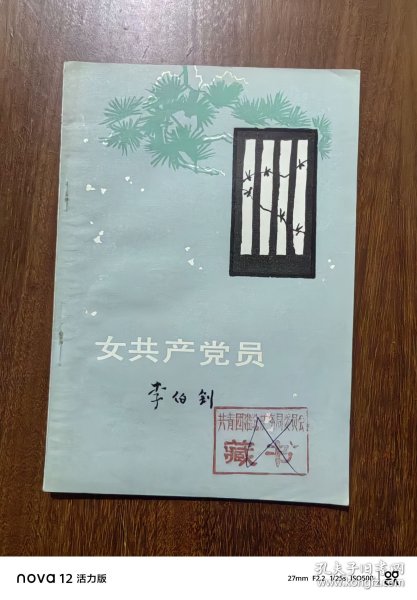 女共产党员
李伯钊
藏书
nova 12 活力版
27mm F2.2 1/25s ISO500
孔夫子旧书网